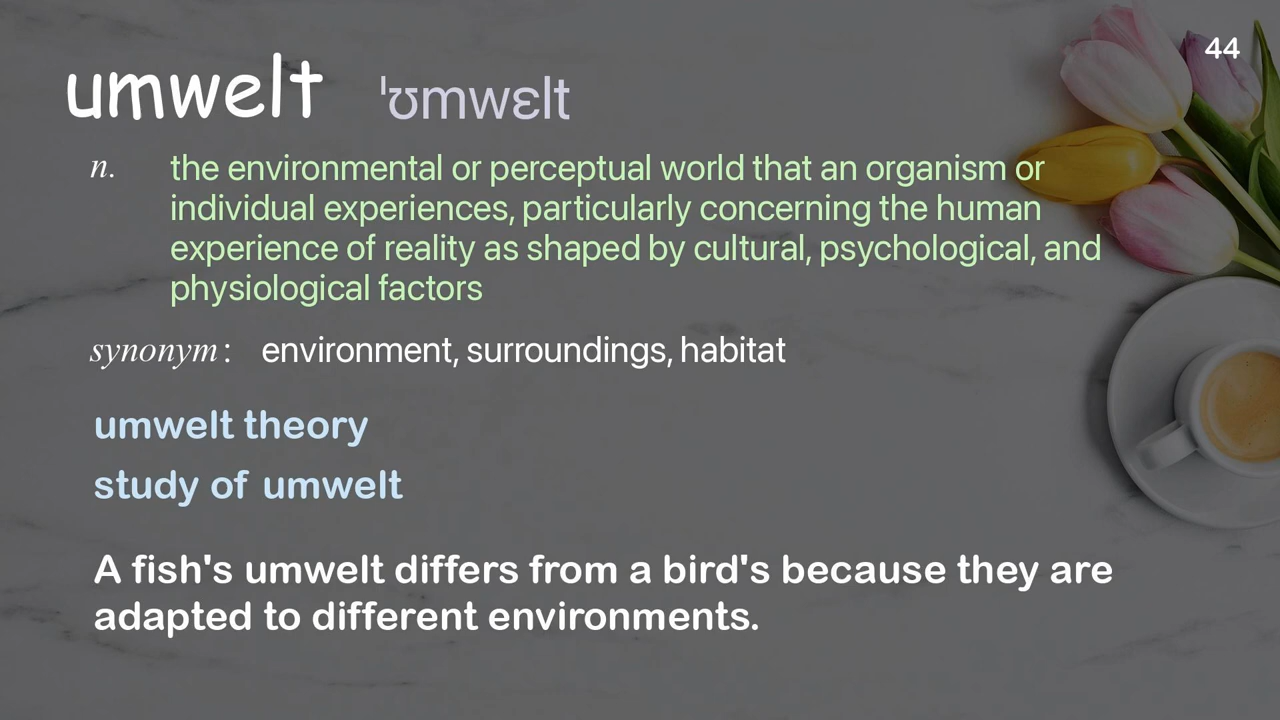 44
umwelt ˈʊmwɛlt
n. the environmental or perceptual world that an organism or
individual experiences, particularly concerning the human
experience of reality as shaped by cultural, psychological, and
physiological factors
synonym: environment, surroundings, habitat
umwelt theory
study of umwelt
A fish's umwelt differs from a bird's because they are
adapted to different environments.